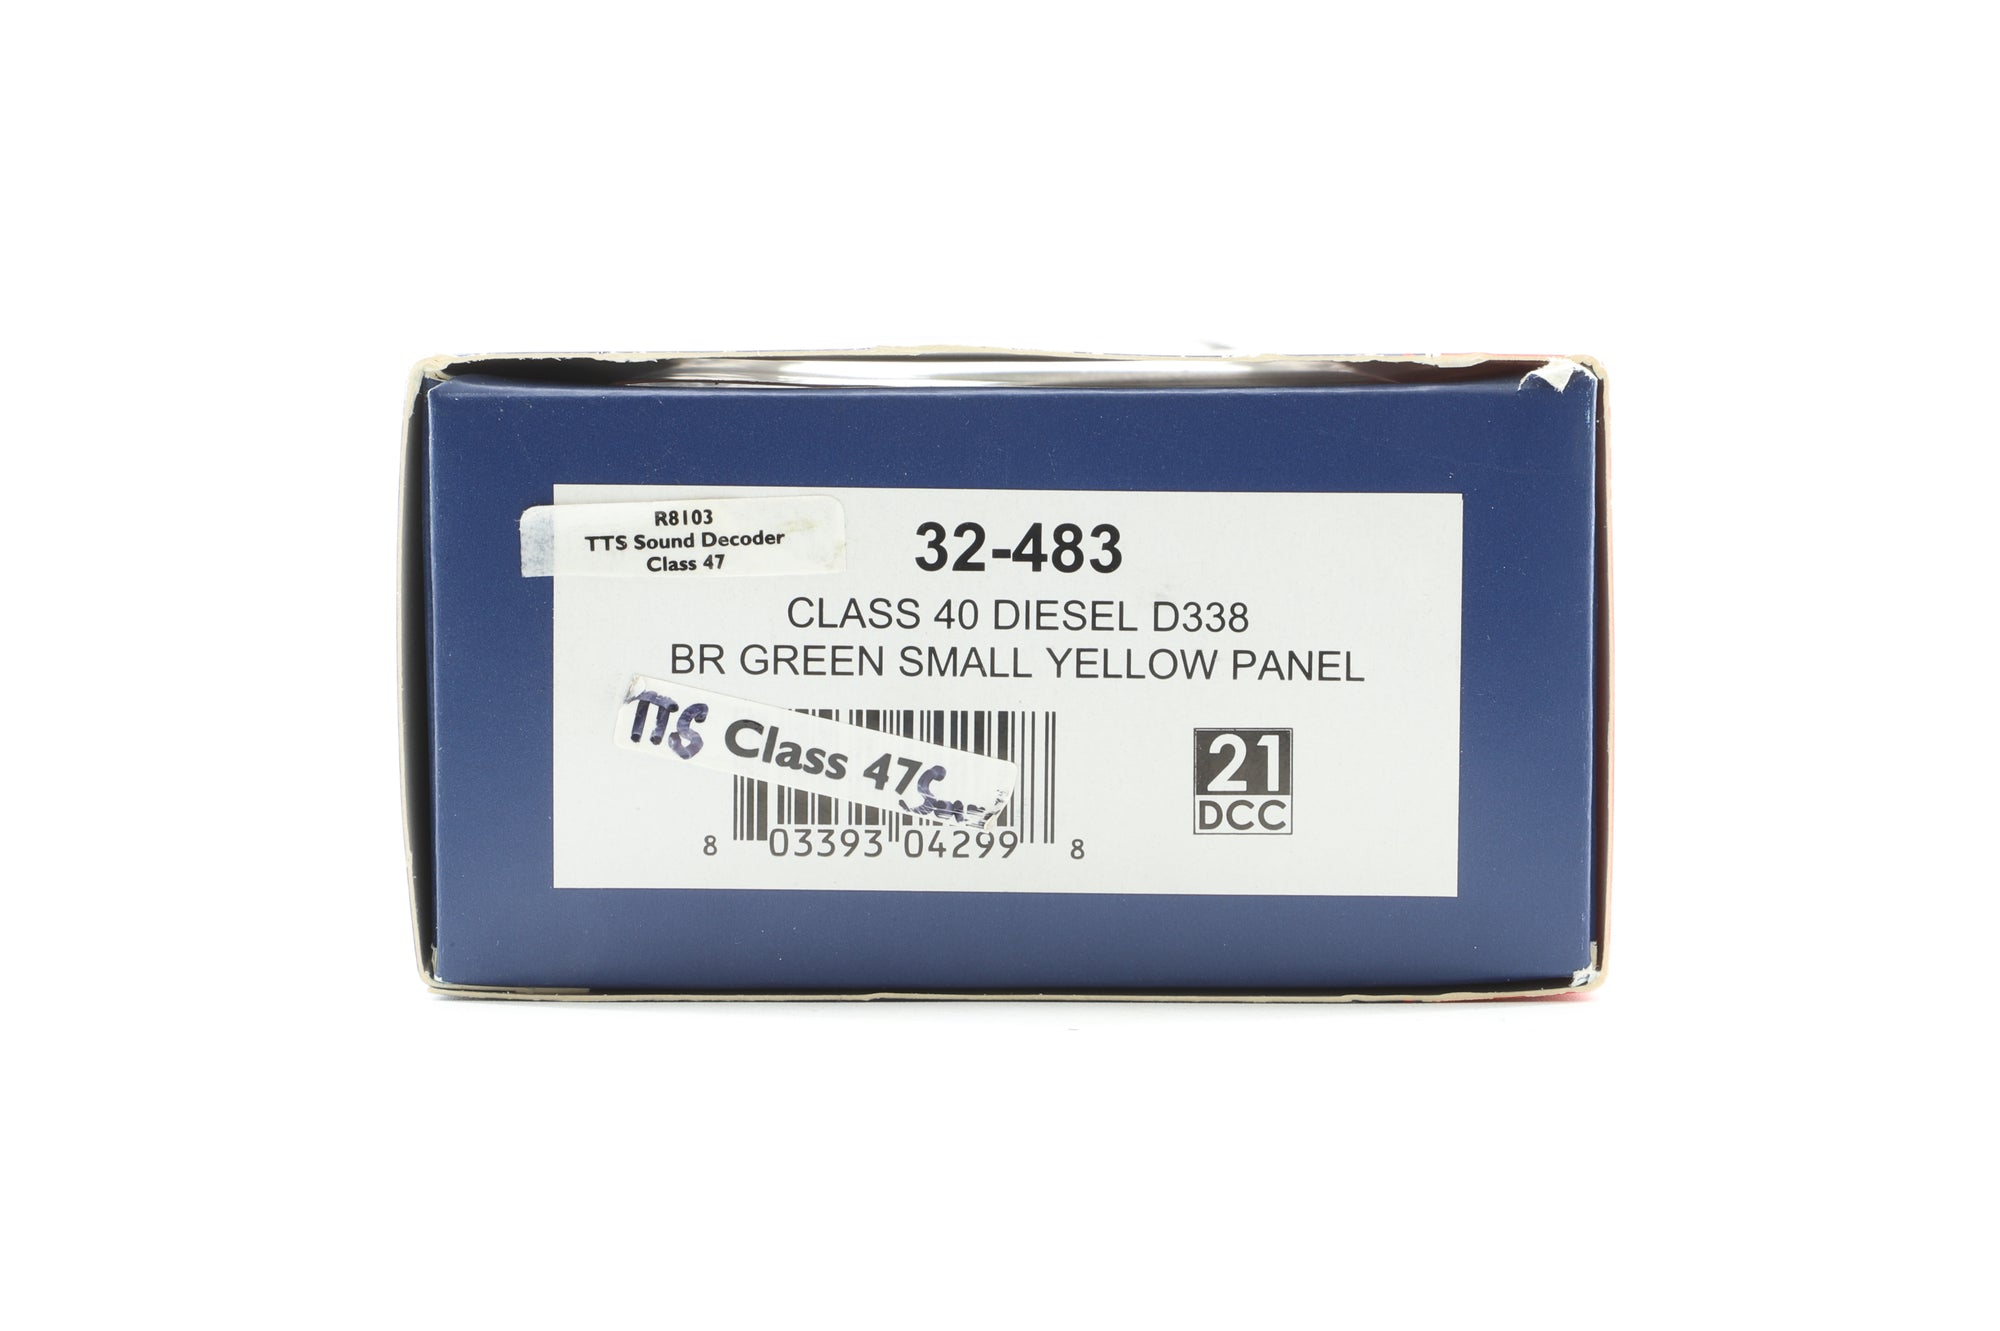 R8103
TTS Sound Decoder
Class 47
32-483
CLASS 40 DIESEL D338
BR GREEN SMALL YELLOW PANEL
TTS Class 47
21
DCC
8 03393 04299 8